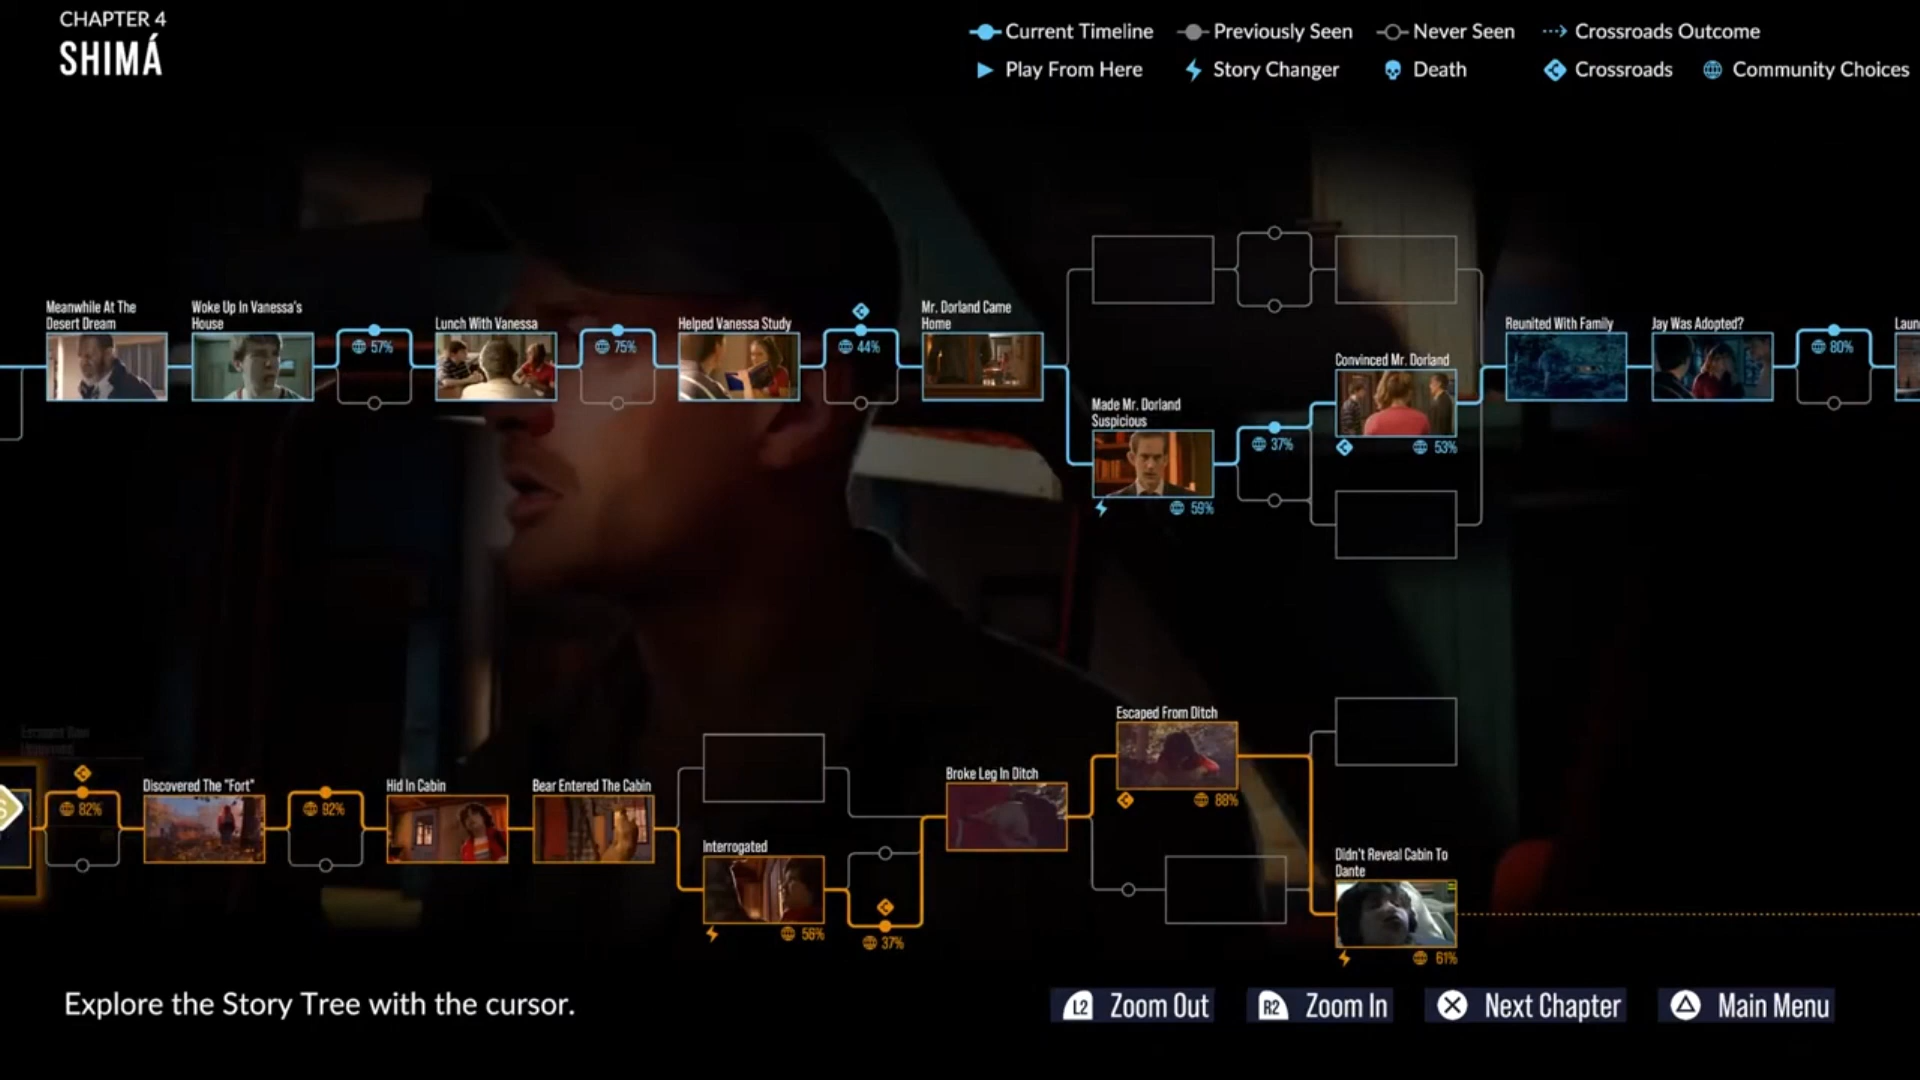 CHAPTER 4
SHIMÁ
Current Timeline
Previously Seen
Never Seen
Crossroads Outcome
Play From Here
Story Changer
Death
Crossroads
Community Choices
Meanwhile At The
Desert Dream
Woke Up In Vanessa's
House
57%
Lunch With Vanessa
75%
Helped Vanessa Study
44%
Mr. Dorland Came
Home
Made Mr. Dorland
Suspicious
59%
37%
Convinced Mr. Dorland
53%
Reunited With Family
Jay Was Adopted?
80%
Laun
82%
Discovered The "Fort"
92%
Hid In Cabin
Bear Entered The Cabin
Interrogated
56%
37%
Broke Leg In Ditch
Escaped From Ditch
88%
Didn't Reveal Cabin To
Dante
61%
Explore the Story Tree with the cursor.
L2 Zoom Out
R2 Zoom In
Next Chapter
Main Menu